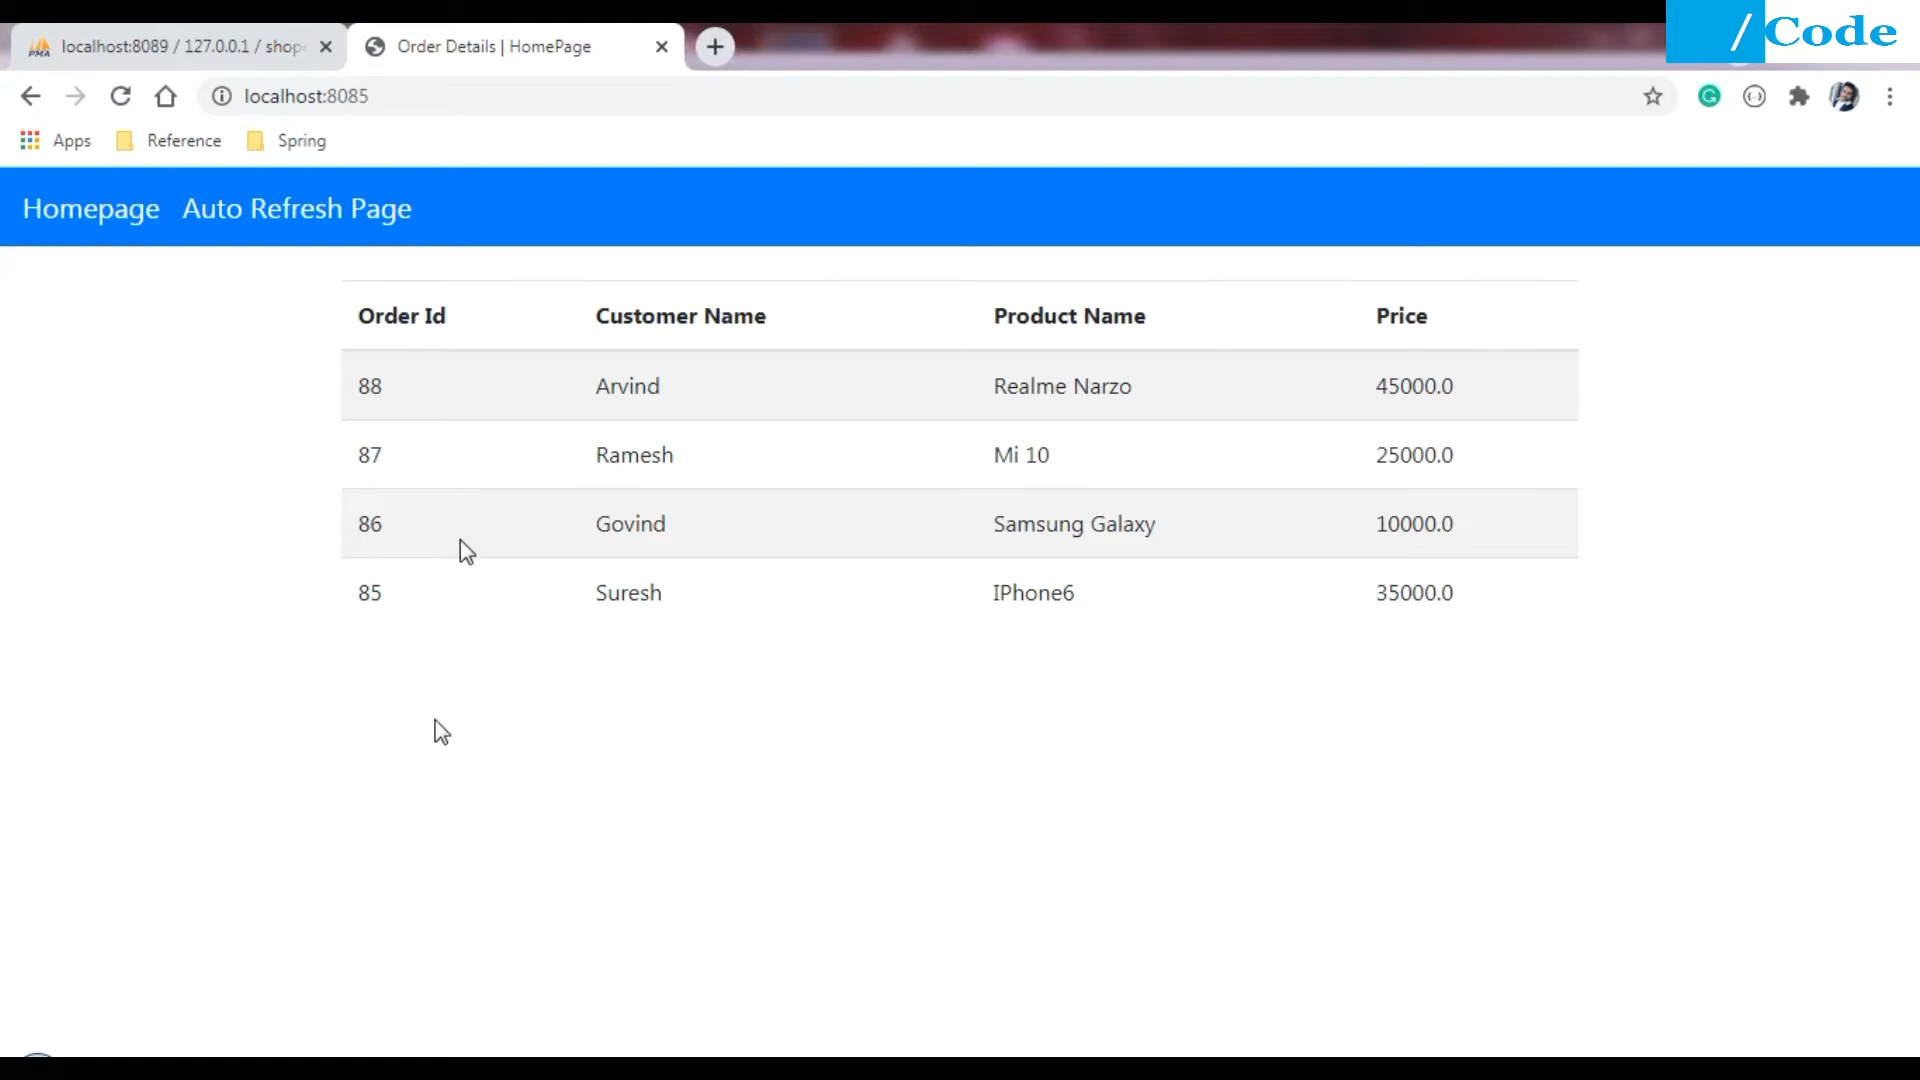 /Code
localhost:8089 / 127.0.0.1 / shop
Order Details | HomePage
localhost:8085
Apps Reference Spring
Homepage Auto Refresh Page
Order Id Customer Name Product Name Price
88 Arvind Realme Narzo 45000.0
87 Ramesh Mi 10 25000.0
86 Govind Samsung Galaxy 10000.0
85 Suresh IPhone6 35000.0